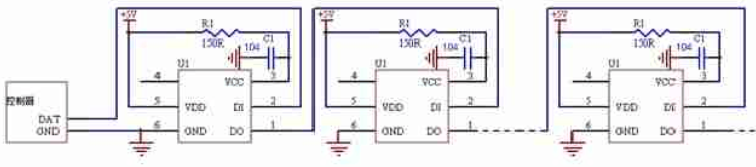 +5V
R1
150R
C1
104
U1
4
VCC
3
5
VDD
DI
2
6
GND
DO
1
控制器
DAT
GND
+5V
R1
150R
C1
104
U1
4
VCC
3
5
VDD
DI
2
6
GND
DO
1
+5V
R1
150R
C1
104
U1
4
VCC
3
5
VDD
DI
2
6
GND
DO
1